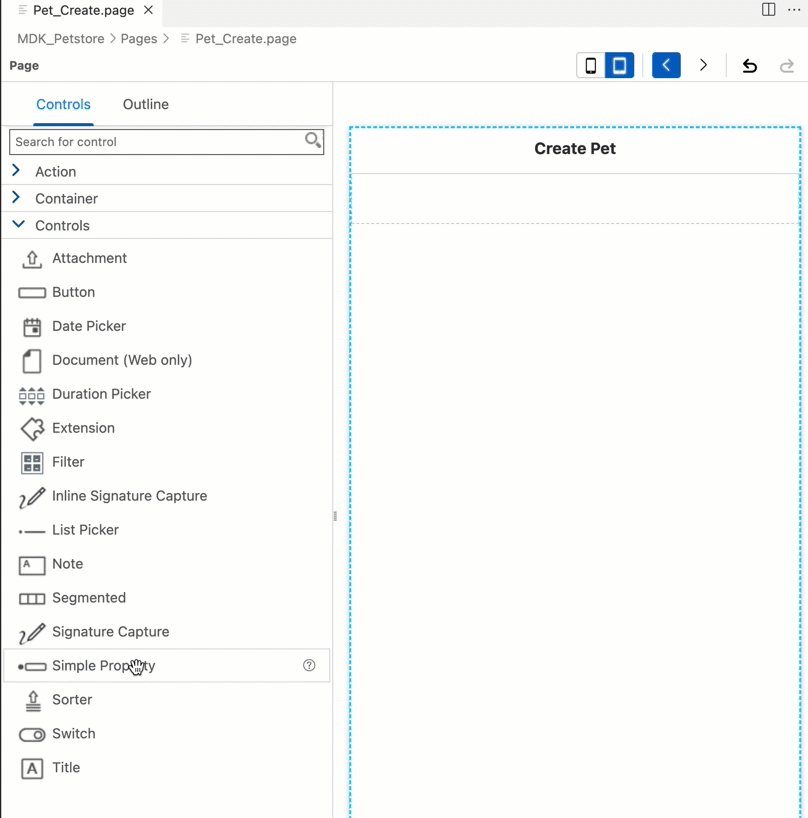 Pet_Create.page
MDK_Petstore > Pages > Pet_Create.page
Page
Controls Outline
Search for control
Action
Container
Controls
Attachment
Button
Date Picker
Document (Web only)
Duration Picker
Extension
Filter
Inline Signature Capture
List Picker
Note
Segmented
Signature Capture
Simple Property
Sorter
Switch
Title
Create Pet